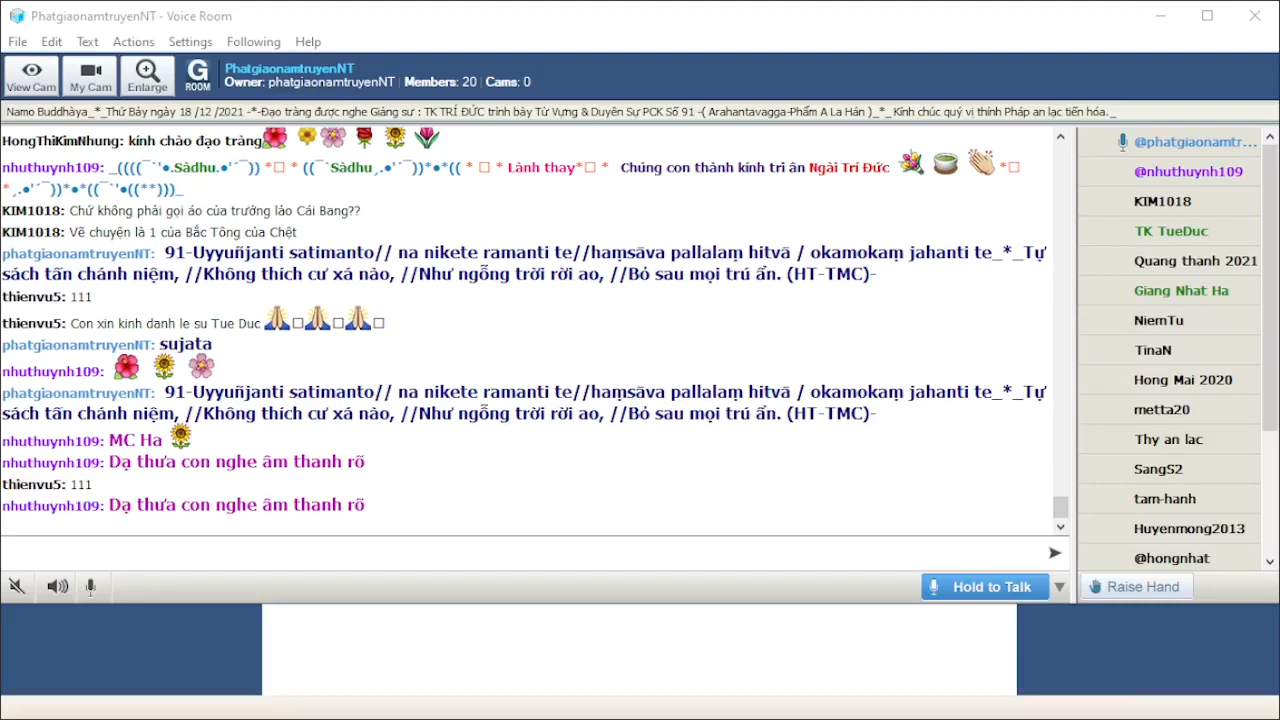 PhatgiaonamtruyenNT - Voice Room
File Edit Text Actions Settings Following Help
View Cam
My Cam
Enlarge
G
ROOM
PhatgiaonamtruyenNT
Owner: phatgiaonamtruyenNT | Members: 20 | Cams: 0
Namo Buddhàya_*_Thứ Bảy ngày 18 /12 /2021 -*-Đạo tràng được nghe Giảng sư : TK TRÍ ĐỨC trình bày Từ Vựng & Duyên Sự PCK Số 91 -( Arahantavagga-Phẩm A La Hán )_*_Kính chúc quý vị thính Pháp an lạc tiến hóa._
HongThiKimNhung: kính chào đạo tràng
nhuthuynh109: _((((¯`'•.Sàdhu.•'´¯)) *□ * ((¯`Sàdhu¸.•'´¯))*•*(( * □ * Lành thay*□ * Chúng con thành kính tri ân Ngài Trí Đức *□
*¸.•'´¯))*•*((¯`'•((**)))_
KIM1018: Chứ không phải gọi áo của trưởng lảo Cái Bang??
KIM1018: Vẽ chuyện là 1 của Bắc Tông của Chệt
phatgiaonamtruyenNT: 91-Uyyuñjanti satimanto// na nikete ramanti te//haṃsāva pallalaṃ hitvā / okamokaṃ jahanti te_*_Tự
sách tấn chánh niệm, //Không thích cư xá nào, //Như ngỗng trời rời ao, //Bỏ sau mọi trú ẩn. (HT-TMC)-
thienvu5: 111
thienvu5: Con xin kinh danh le su Tue Duc □□□
phatgiaonamtruyenNT: sujata
nhuthuynh109:
phatgiaonamtruyenNT: 91-Uyyuñjanti satimanto// na nikete ramanti te//haṃsāva pallalaṃ hitvā / okamokaṃ jahanti te_*_Tự
sách tấn chánh niệm, //Không thích cư xá nào, //Như ngỗng trời rời ao, //Bỏ sau mọi trú ẩn. (HT-TMC)-
nhuthuynh109: MC Ha
nhuthuynh109: Dạ thưa con nghe âm thanh rõ
thienvu5: 111
nhuthuynh109: Dạ thưa con nghe âm thanh rõ
@phatgiaonamtr...
@nhuthuynh109
KIM1018
TK TueDuc
Quang thanh 2021
Giang Nhat Ha
NiemTu
TinaN
Hong Mai 2020
metta20
Thy an lac
SangS2
tam-hanh
Huyenmong2013
@hongnhat
Hold to Talk
Raise Hand